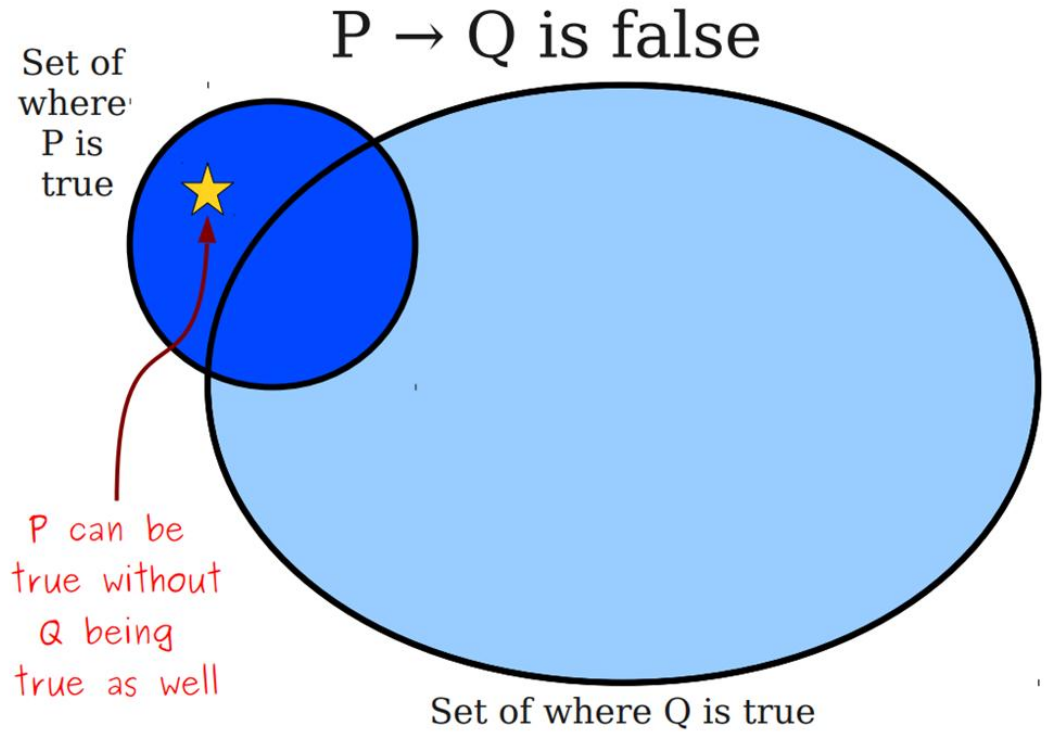 P → Q is false
Set of
where
P is
true
P can be
true without
Q being
true as well
Set of where Q is true